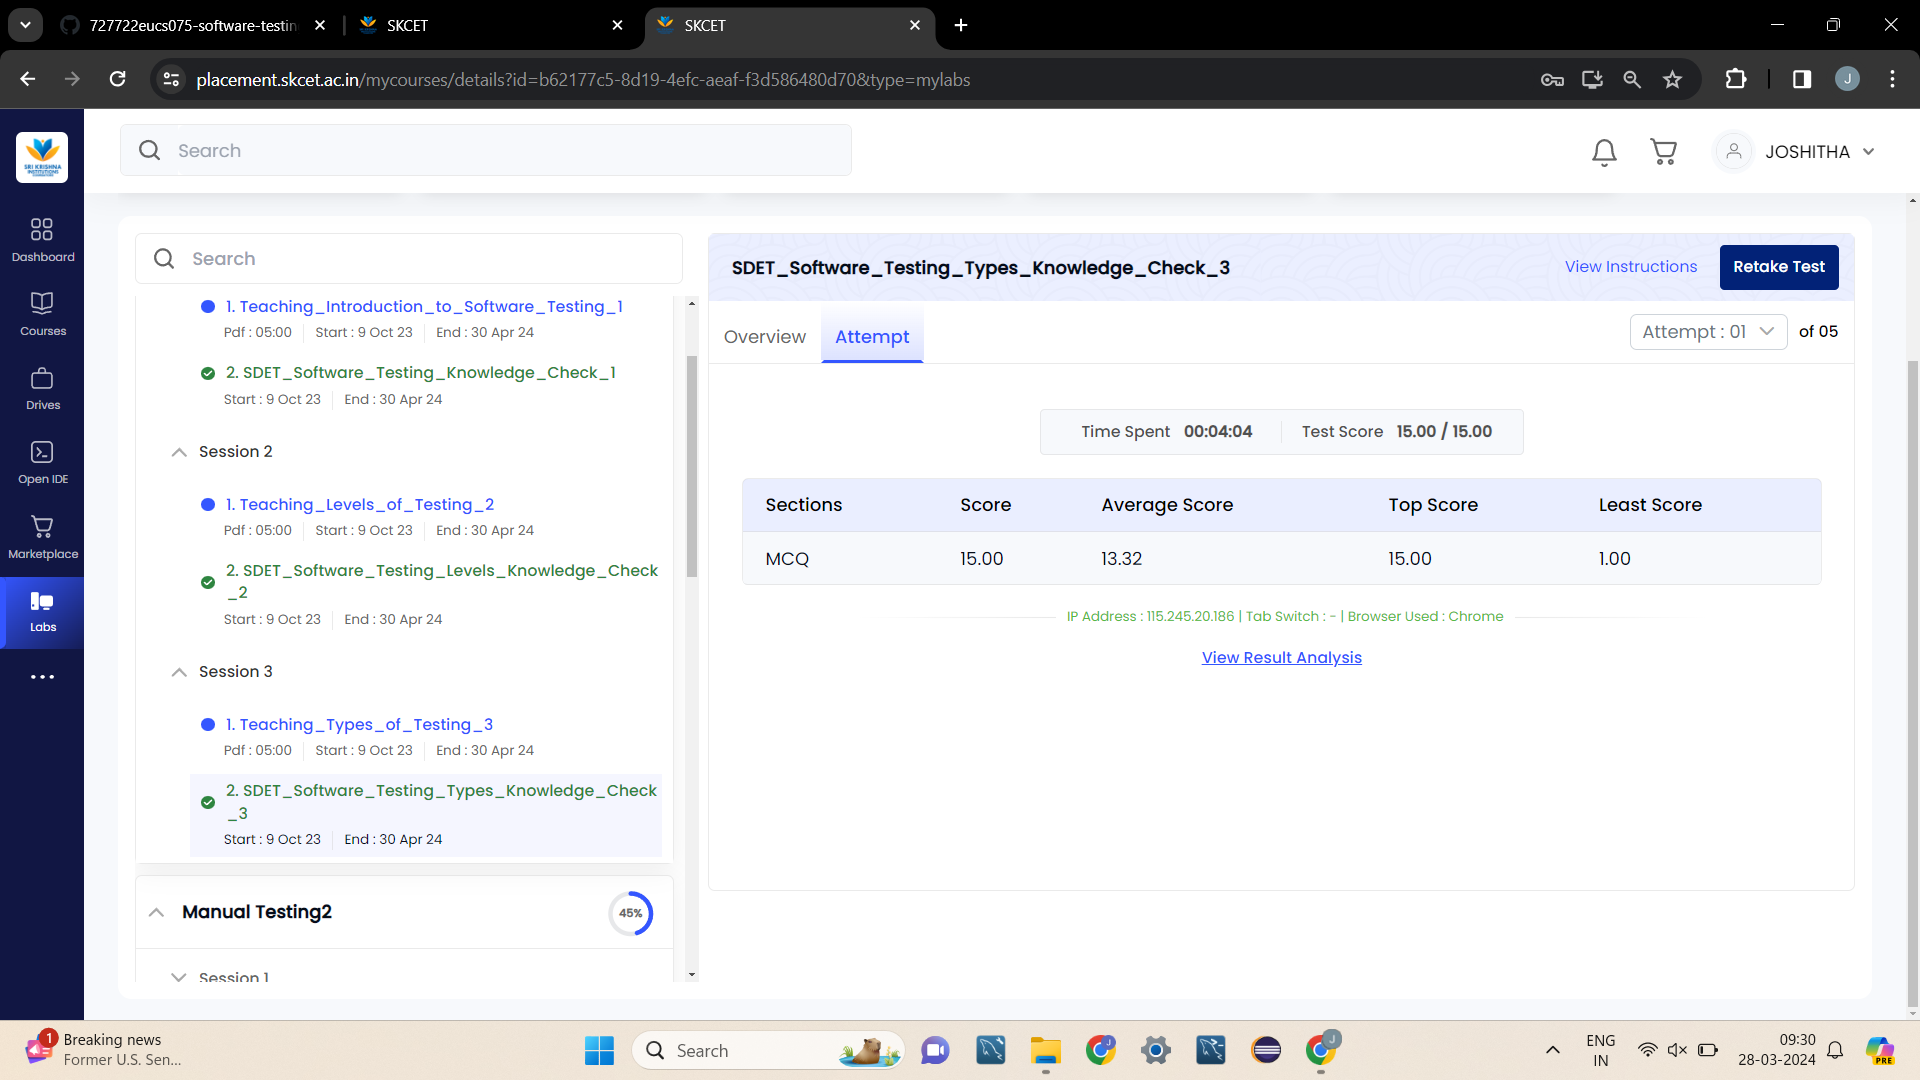 727722eucs075-software-testin
SKCET
SKCET
placement.skcet.ac.in/mycourses/details?id=b62177c5-8d19-4efc-aeaf-f3d586480d70&type=mylabs
J
SRI KRISHNA
INSTITUTIONS
Search
JOSHITHA
Dashboard
Courses
Drives
Open IDE
Marketplace
Labs
Search
1. Teaching_Introduction_to_Software_Testing_1
Pdf : 05:00 Start : 9 Oct 23 End : 30 Apr 24
2. SDET_Software_Testing_Knowledge_Check_1
Start : 9 Oct 23 End : 30 Apr 24
Session 2
1. Teaching_Levels_of_Testing_2
Pdf : 05:00 Start : 9 Oct 23 End : 30 Apr 24
2. SDET_Software_Testing_Levels_Knowledge_Check
_2
Start : 9 Oct 23 End : 30 Apr 24
Session 3
1. Teaching_Types_of_Testing_3
Pdf : 05:00 Start : 9 Oct 23 End : 30 Apr 24
2. SDET_Software_Testing_Types_Knowledge_Check
_3
Start : 9 Oct 23 End : 30 Apr 24
Manual Testing2
45%
Session 1
SDET_Software_Testing_Types_Knowledge_Check_3
View Instructions
Retake Test
Overview
Attempt
Attempt : 01 of 05
Time Spent 00:04:04 Test Score 15.00 / 15.00
Sections Score Average Score Top Score Least Score
MCQ 15.00 13.32 15.00 1.00
IP Address : 115.245.20.186 | Tab Switch : - | Browser Used : Chrome
View Result Analysis
1
Breaking news
Former U.S. Sen...
Search
J
J
ENG
IN
09:30
28-03-2024
PRE